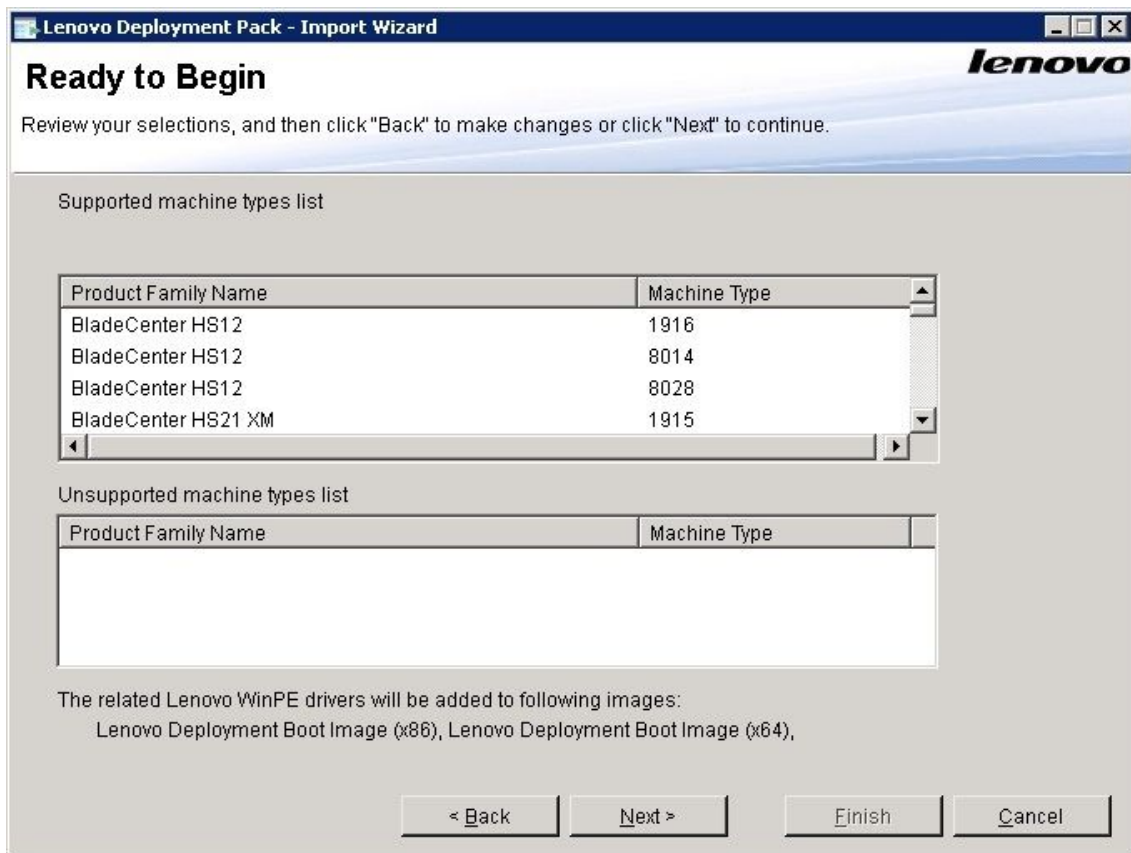 Lenovo Deployment Pack - Import Wizard
lenovo
Ready to Begin
Review your selections, and then click "Back" to make changes or click "Next" to continue.
Supported machine types list
Product Family Name Machine Type
BladeCenter HS12 1916
BladeCenter HS12 8014
BladeCenter HS12 8028
BladeCenter HS21 XM 1915
Unsupported machine types list
Product Family Name Machine Type
The related Lenovo WinPE drivers will be added to following images:
Lenovo Deployment Boot Image (x86), Lenovo Deployment Boot Image (x64),
< Back Next > Finish Cancel